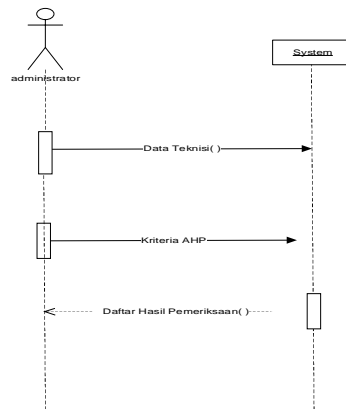 System
administrator
Data Teknisi( )
Kriteria AHP
Daftar Hasil Pemeriksaan( )